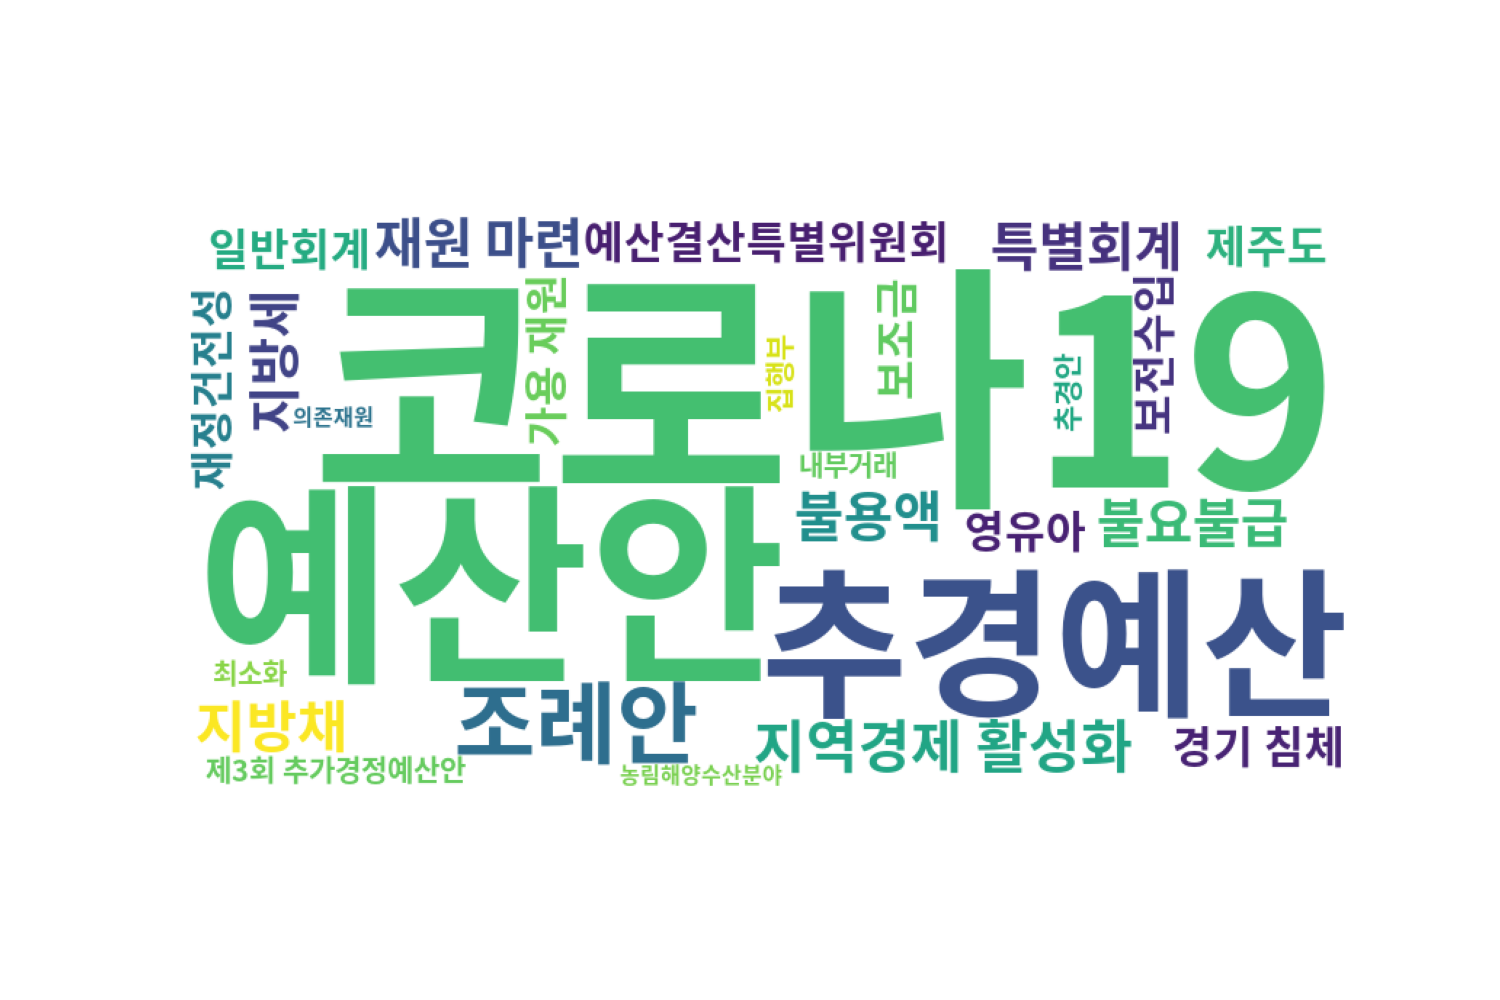 일반회계
재원 마련
예산결산특별위원회
특별회계
제주도
재정건전성
지방세
의존재원
코로나19
가용 재원
집행부
보조금
추경안
보전수입
내부거래
예산안
불용액
영유아
불요불급
추경예산
최소화
지방채
조례안
지역경제 활성화
경기 침체
제3회 추가경정예산안
농림해양수산분야